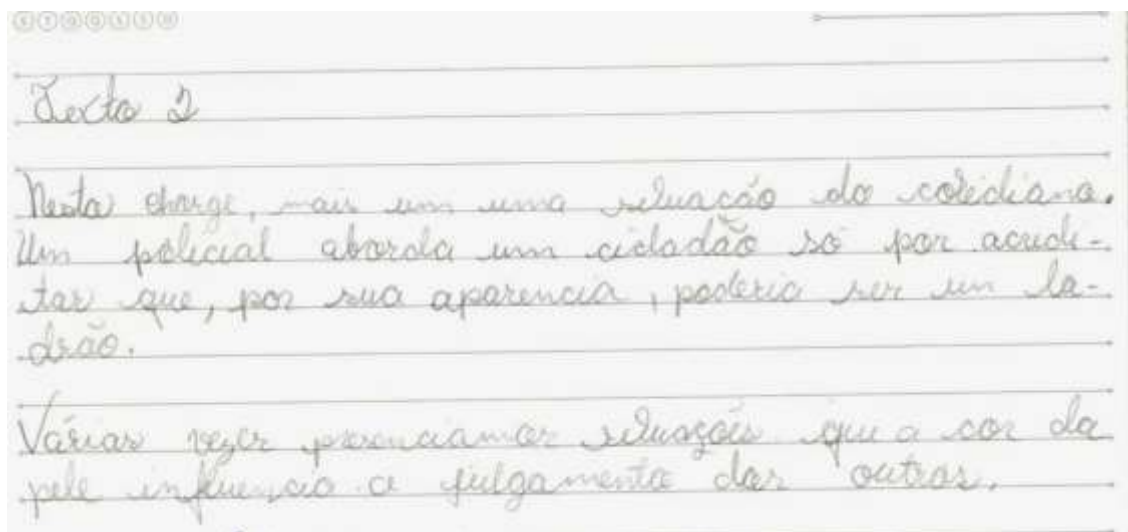 Texto 2
Nesta charge, mais um uma situação do cotidiano.
Um policial aborda um cidadão só por acredi-
tar que, por sua aparencia, poderia ser um la-
drão.
Várias vezes presenciamos situações que a cor da
pele influencia o julgamento dos outros.